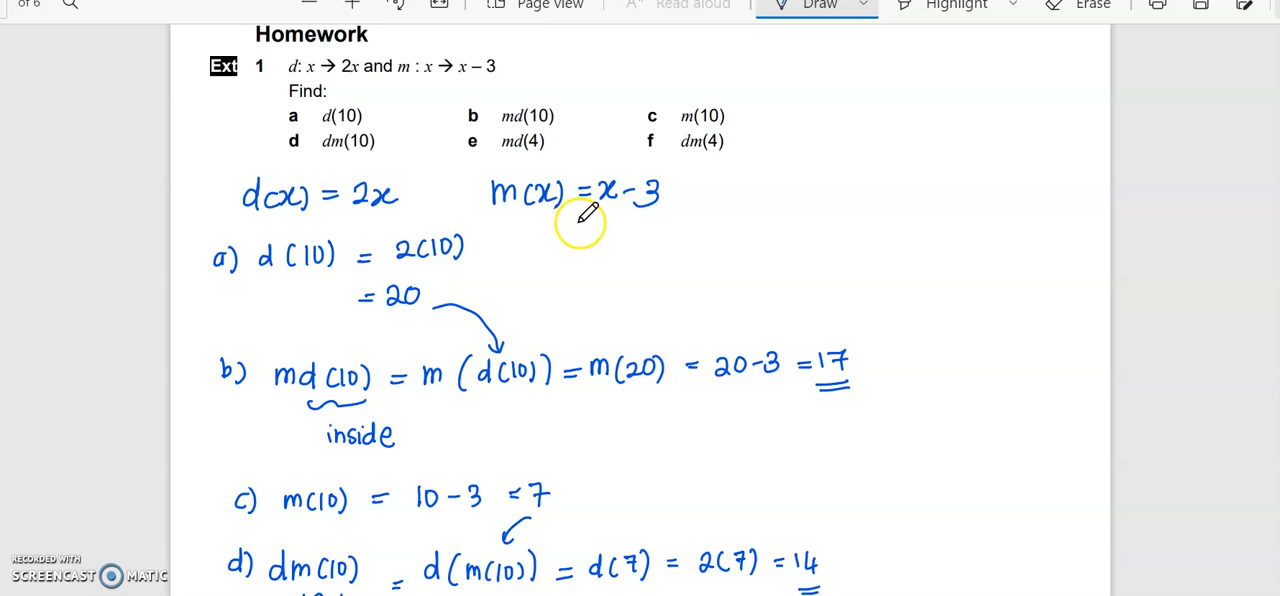 of 6 Page view Read aloud Draw Highlight Erase
Homework
Ext 1 d: x → 2x and m : x → x – 3
Find:
a d(10) b md(10) c m(10)
d dm(10) e md(4) f dm(4)
d(x) = 2x m(x) = x - 3
a) d(10) = 2(10)
= 20
b) md(10) = m(d(10)) = m(20) = 20-3 = 17
inside
c) m(10) = 10 - 3 = 7
d) dm(10) = d(m(10)) = d(7) = 2(7) = 14
RECORDED WITH
SCREENCAST MATIC